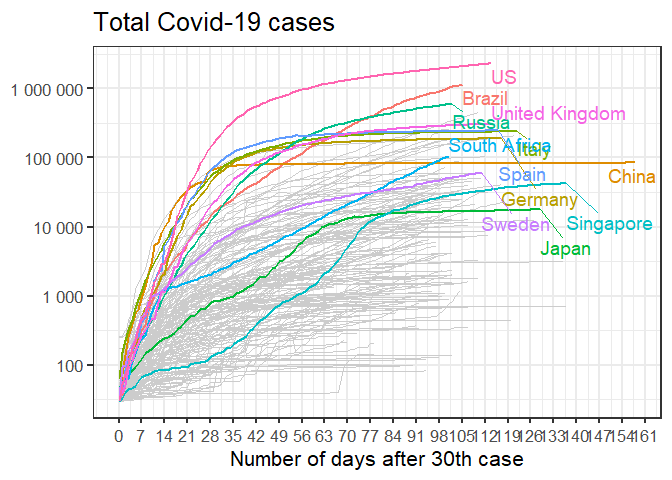 Total Covid-19 cases
1 000 000
100 000
10 000
1 000
100
US
Brazil
United Kingdom
Russia
Italy
South Africa
China
Spain
Germany
Singapore
Sweden
Japan
0 7 14 21 28 35 42 49 56 63 70 77 84 91 98 105 112 119 126 133 140 147 154 161
Number of days after 30th case